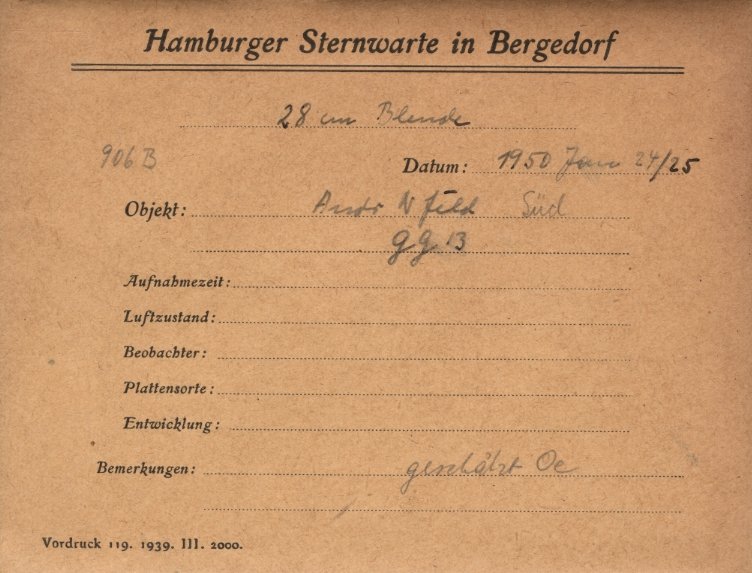 Hamburger Sternwarte in Bergedorf
28 cm Blende
906 B Datum: 1950 Jan 24/25
Objekt: Andr N feld Süd
gg 13
Aufnahmezeit:
Luftzustand:
Beobachter:
Plattensorte:
Entwicklung:
Bemerkungen: geschätzt Oe
Vordruck 119. 1939. III. 2000.